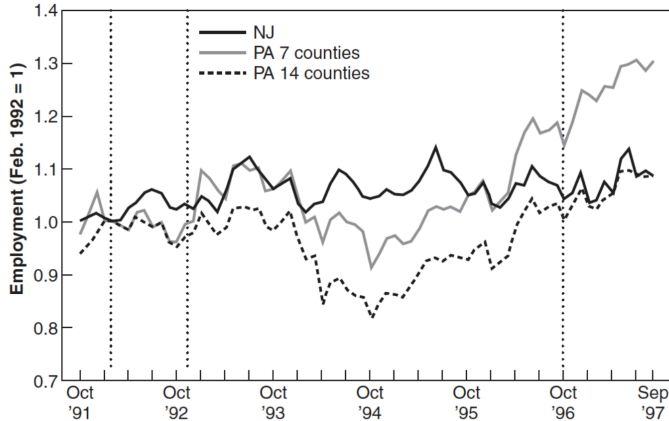 1.4
1.3
1.2
1.1
1.0
0.9
0.8
0.7
Employment (Feb. 1992 = 1)
NJ
PA 7 counties
PA 14 counties
Oct Oct Oct Oct Oct Oct Sep
'91 '92 '93 '94 '95 '96 '97